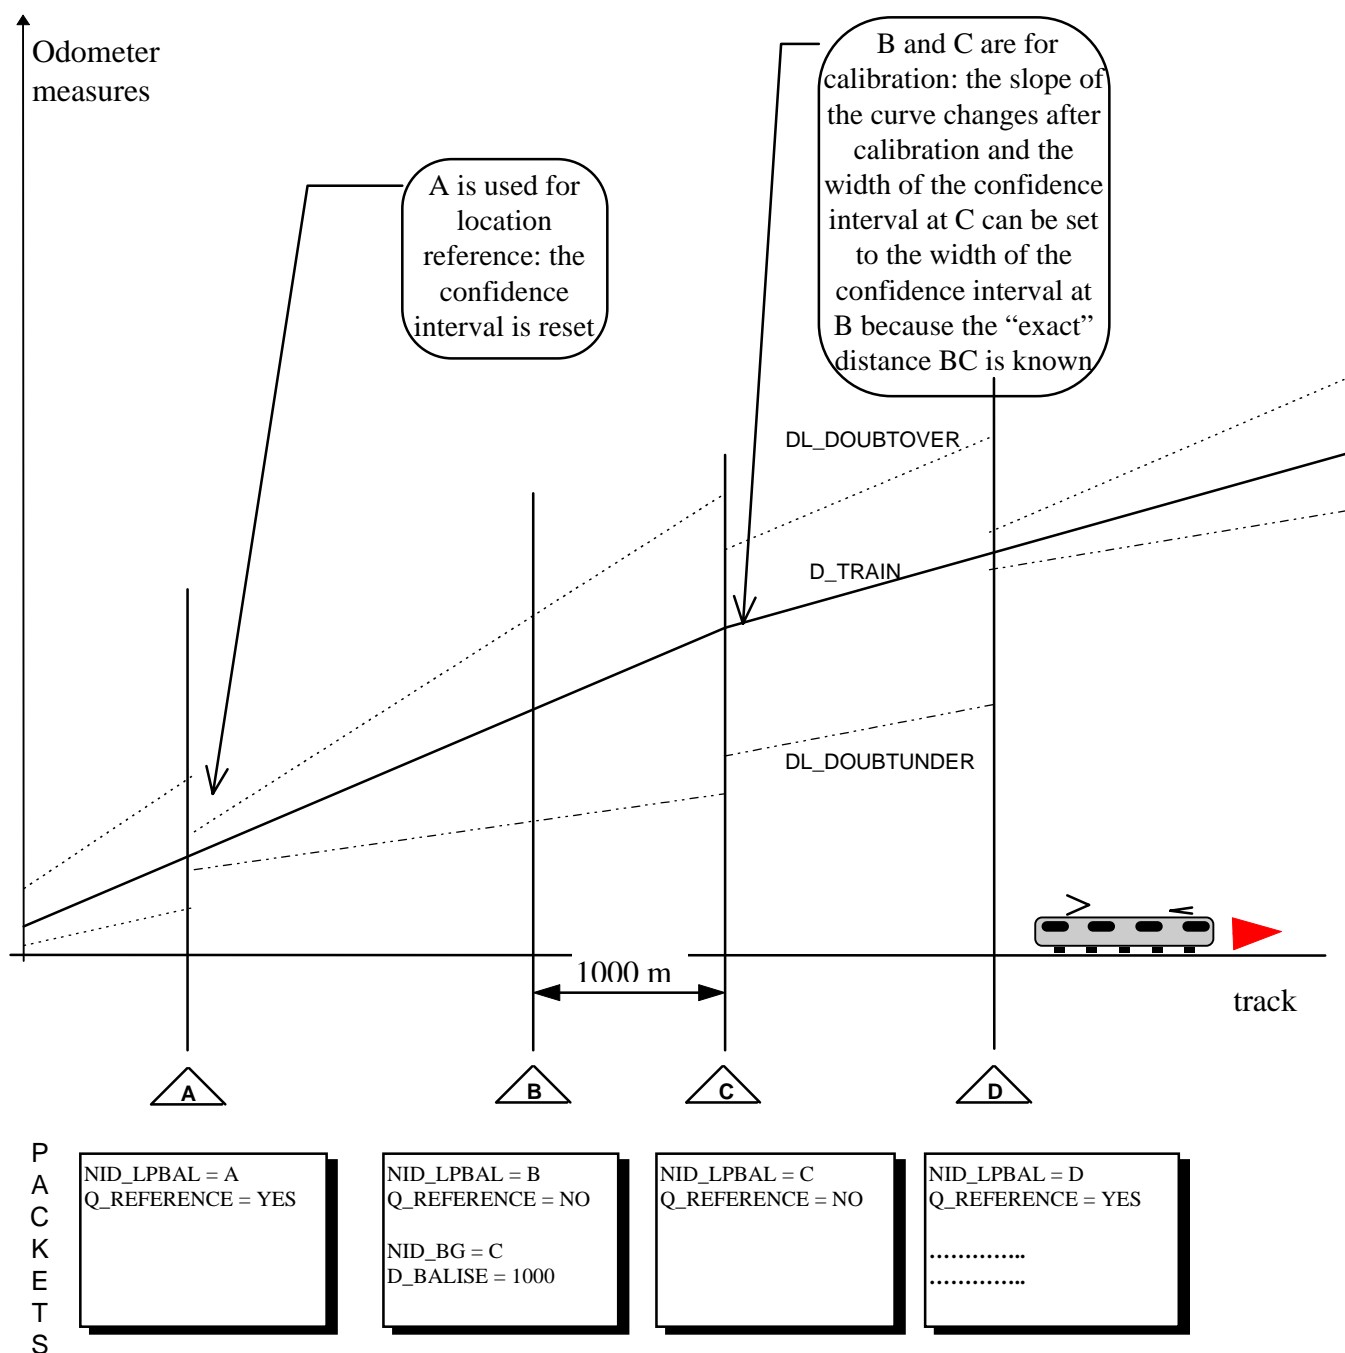 Odometer
measures
A is used for
location
reference: the
confidence
interval is reset
B and C are for
calibration: the slope of
the curve changes after
calibration and the
width of the confidence
interval at C can be set
to the width of the
confidence interval at
B because the “exact”
distance BC is known
DL_DOUBTOVER
D_TRAIN
DL_DOUBTUNDER
1000 m
track
A
B
C
D
P
A
C
K
E
T
S
NID_LPBAL = A
Q_REFERENCE = YES
NID_LPBAL = B
Q_REFERENCE = NO
NID_BG = C
D_BALISE = 1000
NID_LPBAL = C
Q_REFERENCE = NO
NID_LPBAL = D
Q_REFERENCE = YES
…………..
…………..